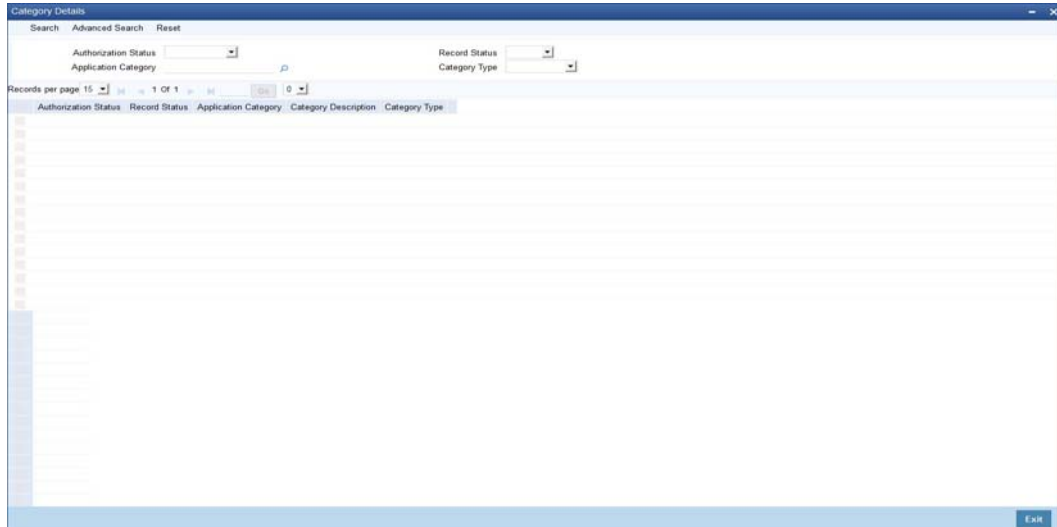 Category Details
Search Advanced Search Reset
Authorization Status Record Status
Application Category Category Type
Records per page 15 1 Of 1 Go 0
Authorization Status Record Status Application Category Category Description Category Type
Exit